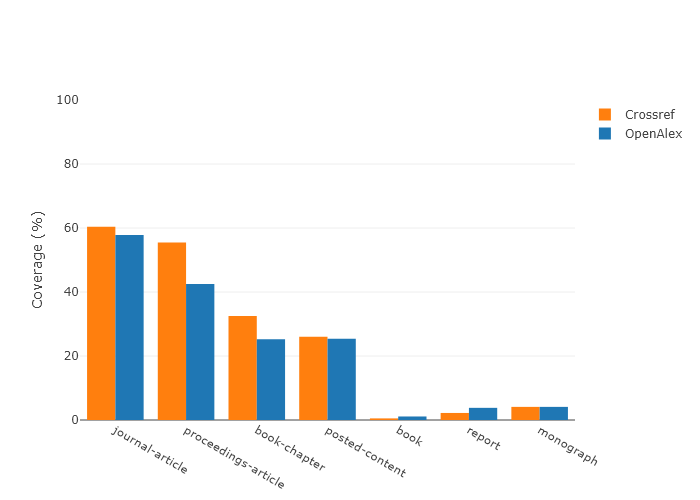 100
80
60
40
20
0
Coverage (%)
journal-article
proceedings-article
book-chapter
posted-content
book
report
monograph
Crossref
OpenAlex